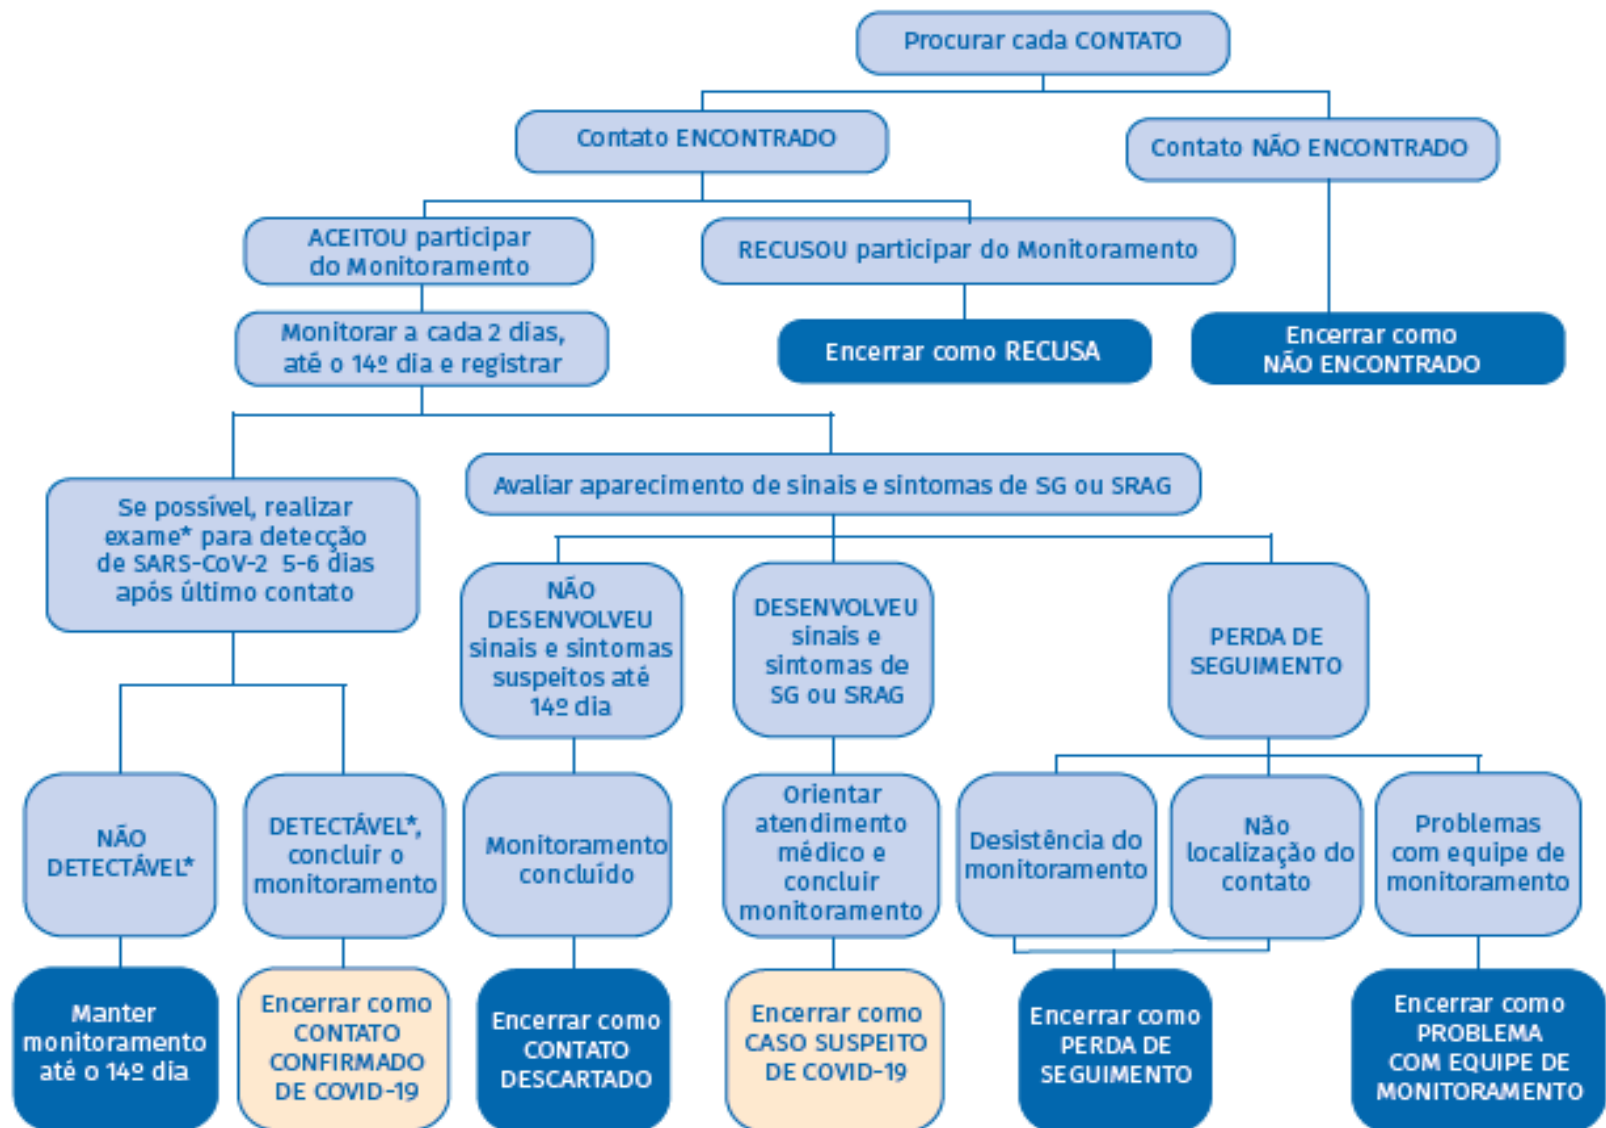 Procurar cada CONTATO
Contato ENCONTRADO
Contato NÃO ENCONTRADO
ACEITOU participar
do Monitoramento
RECUSOU participar do Monitoramento
Monitorar a cada 2 dias,
até o 14º dia e registrar
Encerrar como RECUSA
Encerrar como
NÃO ENCONTRADO
Se possível, realizar
exame* para detecção
de SARS-CoV-2 5-6 dias
após último contato
Avaliar aparecimento de sinais e sintomas de SG ou SRAG
NÃO
DESENVOLVEU
sinais e sintomas
suspeitos até
14º dia
DESENVOLVEU
sinais e
sintomas de
SG ou SRAG
PERDA DE
SEGUIMENTO
NÃO
DETECTÁVEL*
DETECTÁVEL*,
concluir o
monitoramento
Monitoramento
concluído
Orientar
atendimento
médico e
concluir
monitoramento
Desistência do
monitoramento
Não
localização do
contato
Problemas
com equipe de
monitoramento
Manter
monitoramento
até o 14º dia
Encerrar como
CONTATO
CONFIRMADO
DE COVID-19
Encerrar como
CONTATO
DESCARTADO
Encerrar como
CASO SUSPEITO
DE COVID-19
Encerrar como
PERDA DE
SEGUIMENTO
Encerrar como
PROBLEMA
COM EQUIPE DE
MONITORAMENTO